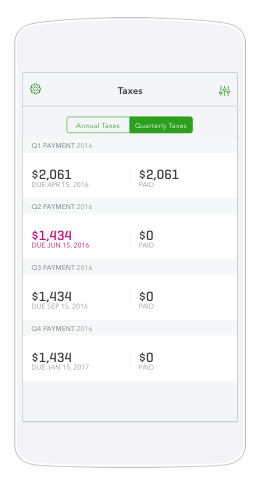 Taxes
Annual Taxes Quarterly Taxes
Q1 PAYMENT 2016
$2,061 $2,061
DUE APR 15, 2016 PAID
Q2 PAYMENT 2016
$1,434 $0
DUE JUN 15, 2016 PAID
Q3 PAYMENT 2016
$1,434 $0
DUE SEP 15, 2016 PAID
Q4 PAYMENT 2016
$1,434 $0
DUE JAN 15, 2017 PAID